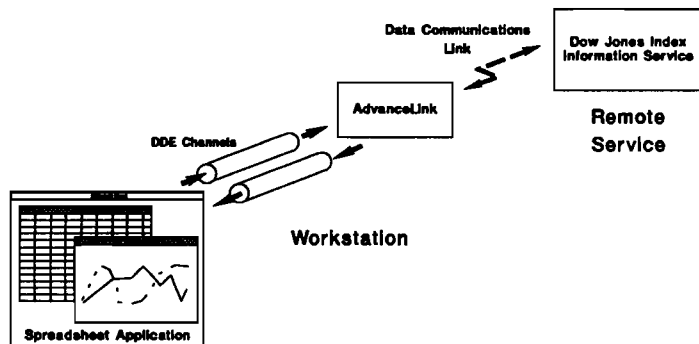 Data Communications
Link
Dow Jones Index
Information Service
AdvanceLink
Remote
Service
DDE Channels
Workstation
Spreadsheet Application